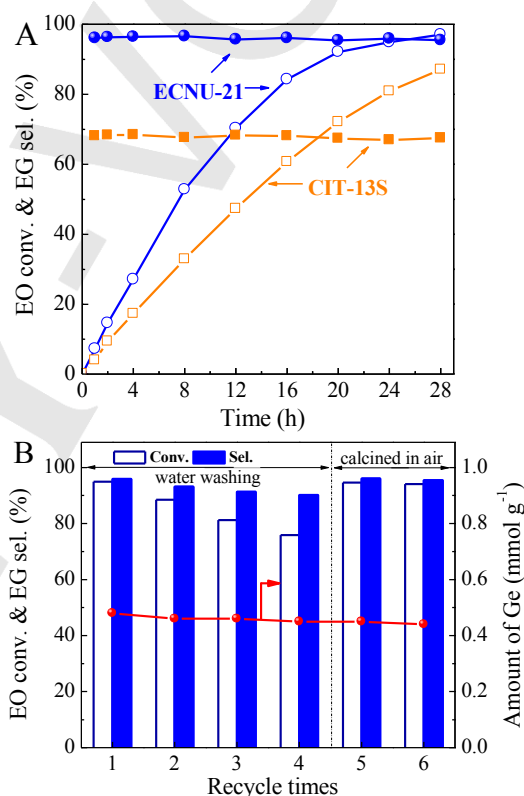 A
EO conv. & EG sel. (%)
100
80
60
40
20
0
ECNU-21
CIT-13S
0 4 8 12 16 20 24 28
Time (h)
B
Conv. Sel.
water washing
calcined in air
EO conv. & EG sel. (%)
100
80
60
40
20
0
1.0
0.8
0.6
0.4
0.2
0.0
Amount of Ge (mmol g⁻¹)
1 2 3 4 5 6
Recycle times